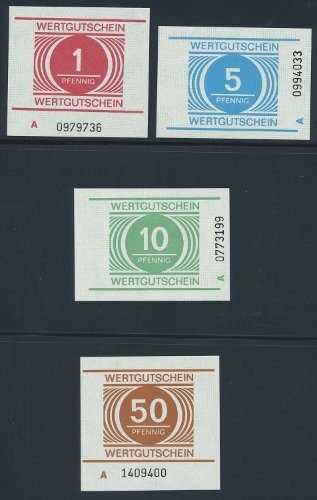 WERTGUTSCHEIN
1
PFENNIG
WERTGUTSCHEIN
A 0979736
WERTGUTSCHEIN
5
PFENNIG
WERTGUTSCHEIN
A 0994033
WERTGUTSCHEIN
10
PFENNIG
WERTGUTSCHEIN
A 0773199
WERTGUTSCHEIN
50
PFENNIG
WERTGUTSCHEIN
A 1409400